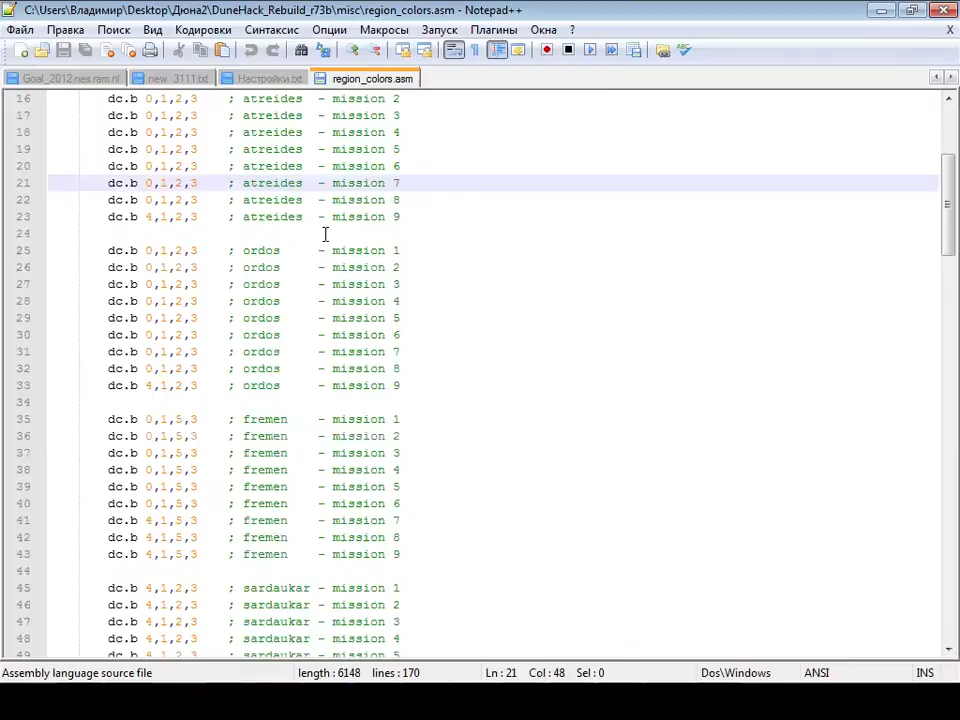 C:\Users\Владимир\Desktop\Дюна2\DuneHack_Rebuild_r73b\misc\region_colors.asm - Notepad++
Файл Правка Поиск Вид Кодировки Синтаксис Опции Макросы Запуск Плагины Окна ? X
Goal_2012.nes.ram.nl new_3111.txt Настройки.txt region_colors.asm
16 dc.b 0,1,2,3 ; atreides - mission 2
17 dc.b 0,1,2,3 ; atreides - mission 3
18 dc.b 0,1,2,3 ; atreides - mission 4
19 dc.b 0,1,2,3 ; atreides - mission 5
20 dc.b 0,1,2,3 ; atreides - mission 6
21 dc.b 0,1,2,3 ; atreides - mission 7
22 dc.b 0,1,2,3 ; atreides - mission 8
23 dc.b 4,1,2,3 ; atreides - mission 9
24
25 dc.b 0,1,2,3 ; ordos - mission 1
26 dc.b 0,1,2,3 ; ordos - mission 2
27 dc.b 0,1,2,3 ; ordos - mission 3
28 dc.b 0,1,2,3 ; ordos - mission 4
29 dc.b 0,1,2,3 ; ordos - mission 5
30 dc.b 0,1,2,3 ; ordos - mission 6
31 dc.b 0,1,2,3 ; ordos - mission 7
32 dc.b 0,1,2,3 ; ordos - mission 8
33 dc.b 4,1,2,3 ; ordos - mission 9
34
35 dc.b 0,1,5,3 ; fremen - mission 1
36 dc.b 0,1,5,3 ; fremen - mission 2
37 dc.b 0,1,5,3 ; fremen - mission 3
38 dc.b 0,1,5,3 ; fremen - mission 4
39 dc.b 0,1,5,3 ; fremen - mission 5
40 dc.b 0,1,5,3 ; fremen - mission 6
41 dc.b 4,1,5,3 ; fremen - mission 7
42 dc.b 4,1,5,3 ; fremen - mission 8
43 dc.b 4,1,5,3 ; fremen - mission 9
44
45 dc.b 4,1,2,3 ; sardaukar - mission 1
46 dc.b 4,1,2,3 ; sardaukar - mission 2
47 dc.b 4,1,2,3 ; sardaukar - mission 3
48 dc.b 4,1,2,3 ; sardaukar - mission 4
49 dc.b 4,1,2,3 ; sardaukar - mission 5
Assembly language source file length : 6148 lines : 170 Ln : 21 Col : 48 Sel : 0 Dos\Windows ANSI INS